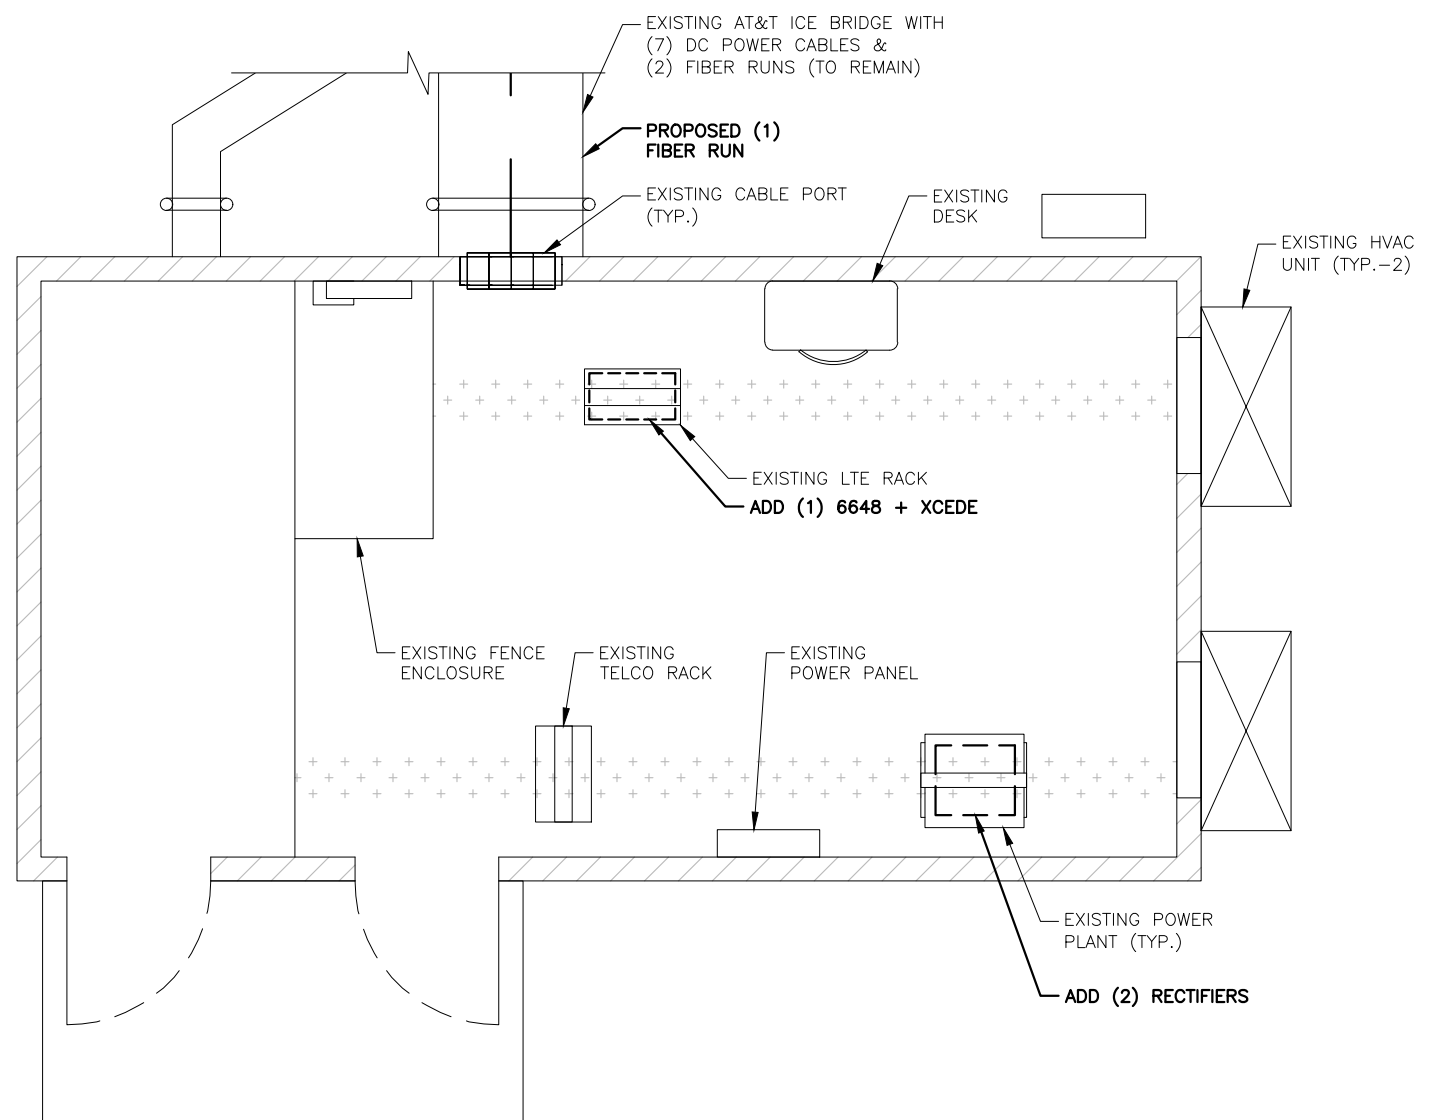 EXISTING AT&T ICE BRIDGE WITH
(7) DC POWER CABLES &
(2) FIBER RUNS (TO REMAIN)
PROPOSED (1)
FIBER RUN
EXISTING CABLE PORT
(TYP.)
EXISTING
DESK
EXISTING HVAC
UNIT (TYP.-2)
EXISTING LTE RACK
ADD (1) 6648 + XCEDE
EXISTING FENCE
ENCLOSURE
EXISTING
TELCO RACK
EXISTING
POWER PANEL
EXISTING POWER
PLANT (TYP.)
ADD (2) RECTIFIERS